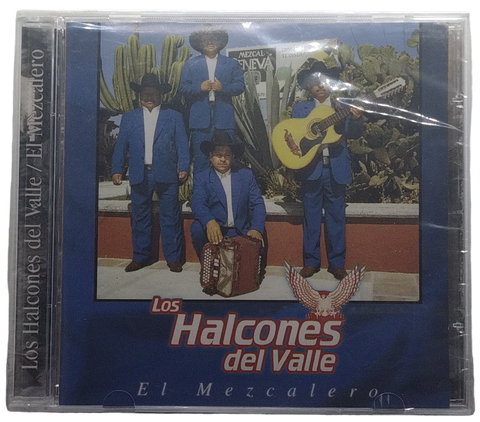 Los Halcones del Valle / El Mezcalero
MEZCAL
Los
Halcones
del Valle
El Mezcalero